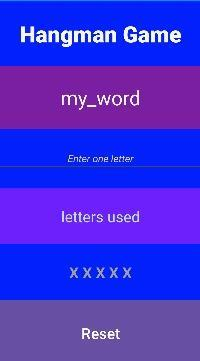 Hangman Game
my_word
Enter one letter
letters used
X X X X X
Reset